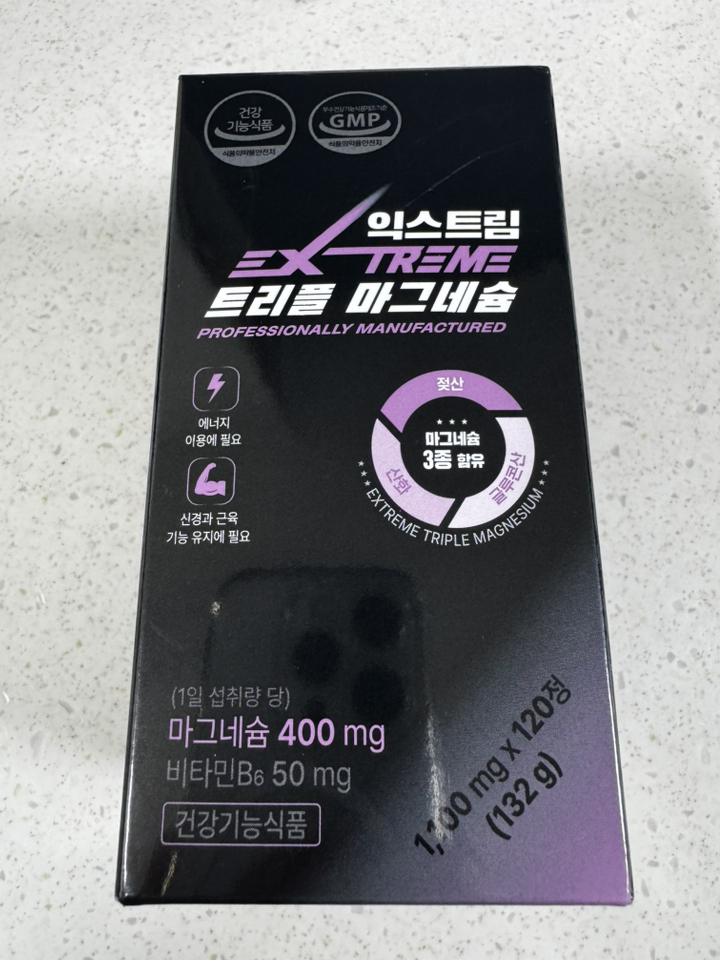 건강
기능식품
식품의약품안전처
우수건강기능식품제조기준
GMP
식품의약품안전처
익스트림
EXTREME
트리플 마그네슘
PROFESSIONALLY MANUFACTURED
에너지
이용에 필요
신경과 근육
기능 유지에 필요
젖산
산화
글루콘산
마그네슘
3종 함유
EXTREME TRIPLE MAGNESIUM
(1일 섭취량 당)
마그네슘 400 mg
비타민B6 50 mg
건강기능식품
1,100 mg x 120정
(132 g)